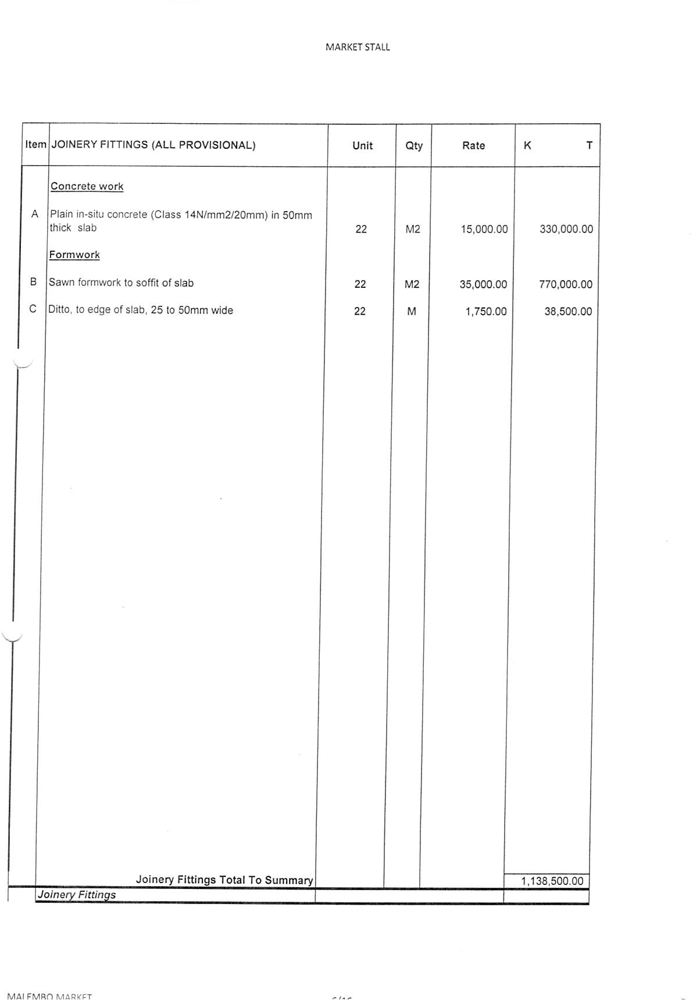 MARKET STALL
Item JOINERY FITTINGS (ALL PROVISIONAL) Unit Qty Rate K T
Concrete work
A Plain in-situ concrete (Class 14N/mm2/20mm) in 50mm
thick slab 22 M2 15,000.00 330,000.00
Formwork
B Sawn formwork to soffit of slab 22 M2 35,000.00 770,000.00
C Ditto, to edge of slab, 25 to 50mm wide 22 M 1,750.00 38,500.00
Joinery Fittings Total To Summary 1,138,500.00
Joinery Fittings
MALEMBO MARKET